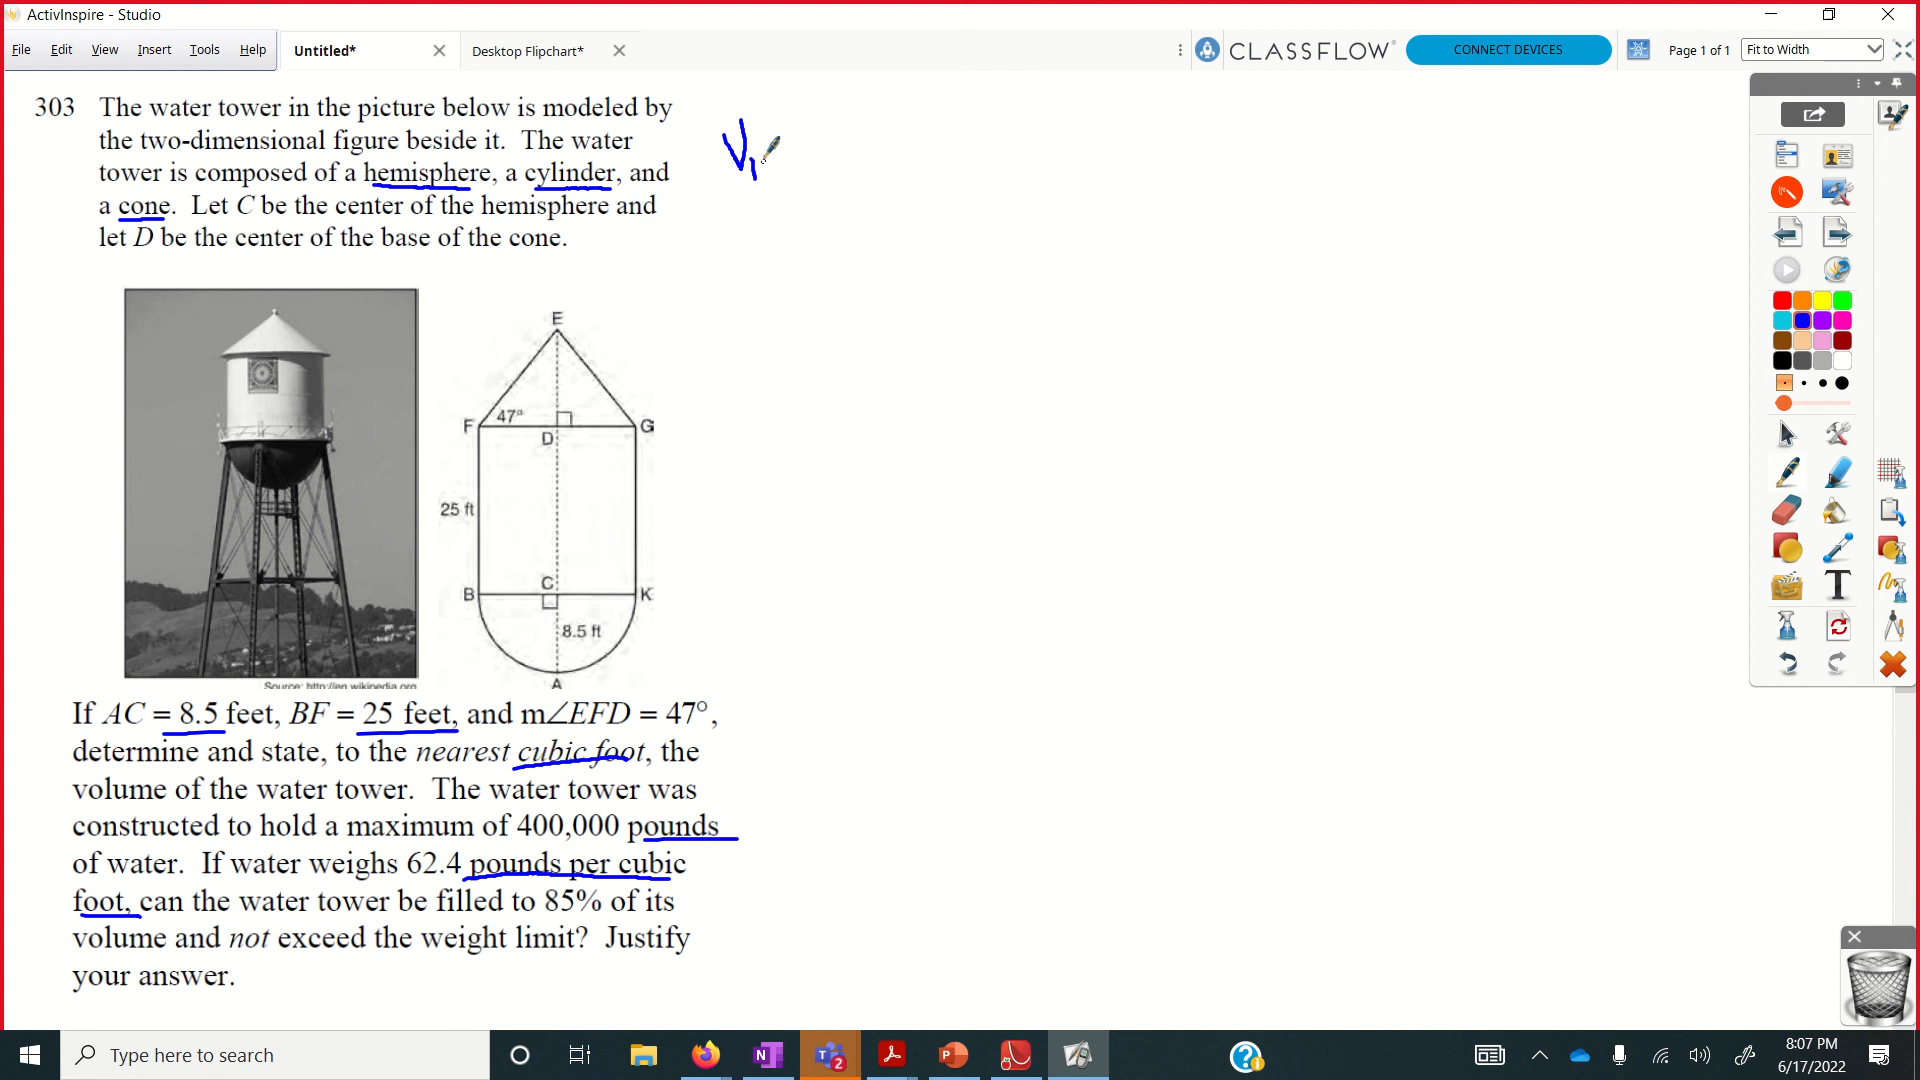 ActivInspire - Studio
File Edit View Insert Tools Help Untitled* Desktop Flipchart* CLASSFLOW CONNECT DEVICES Page 1 of 1 Fit to Width
303 The water tower in the picture below is modeled by
the two-dimensional figure beside it. The water
tower is composed of a hemisphere, a cylinder, and
a cone. Let C be the center of the hemisphere and
let D be the center of the base of the cone.
V1
E
F 47° D G
25 ft
B C K
8.5 ft
A
Source: http://en.wikipedia.org
If AC = 8.5 feet, BF = 25 feet, and m∠EFD = 47°,
determine and state, to the nearest cubic foot, the
volume of the water tower. The water tower was
constructed to hold a maximum of 400,000 pounds
of water. If water weighs 62.4 pounds per cubic
foot, can the water tower be filled to 85% of its
volume and not exceed the weight limit? Justify
your answer.
Type here to search
8:07 PM
6/17/2022